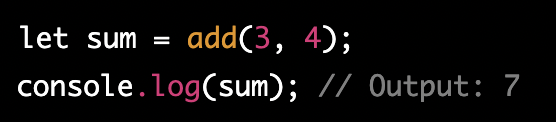 let sum = add(3, 4);
console.log(sum); // Output: 7